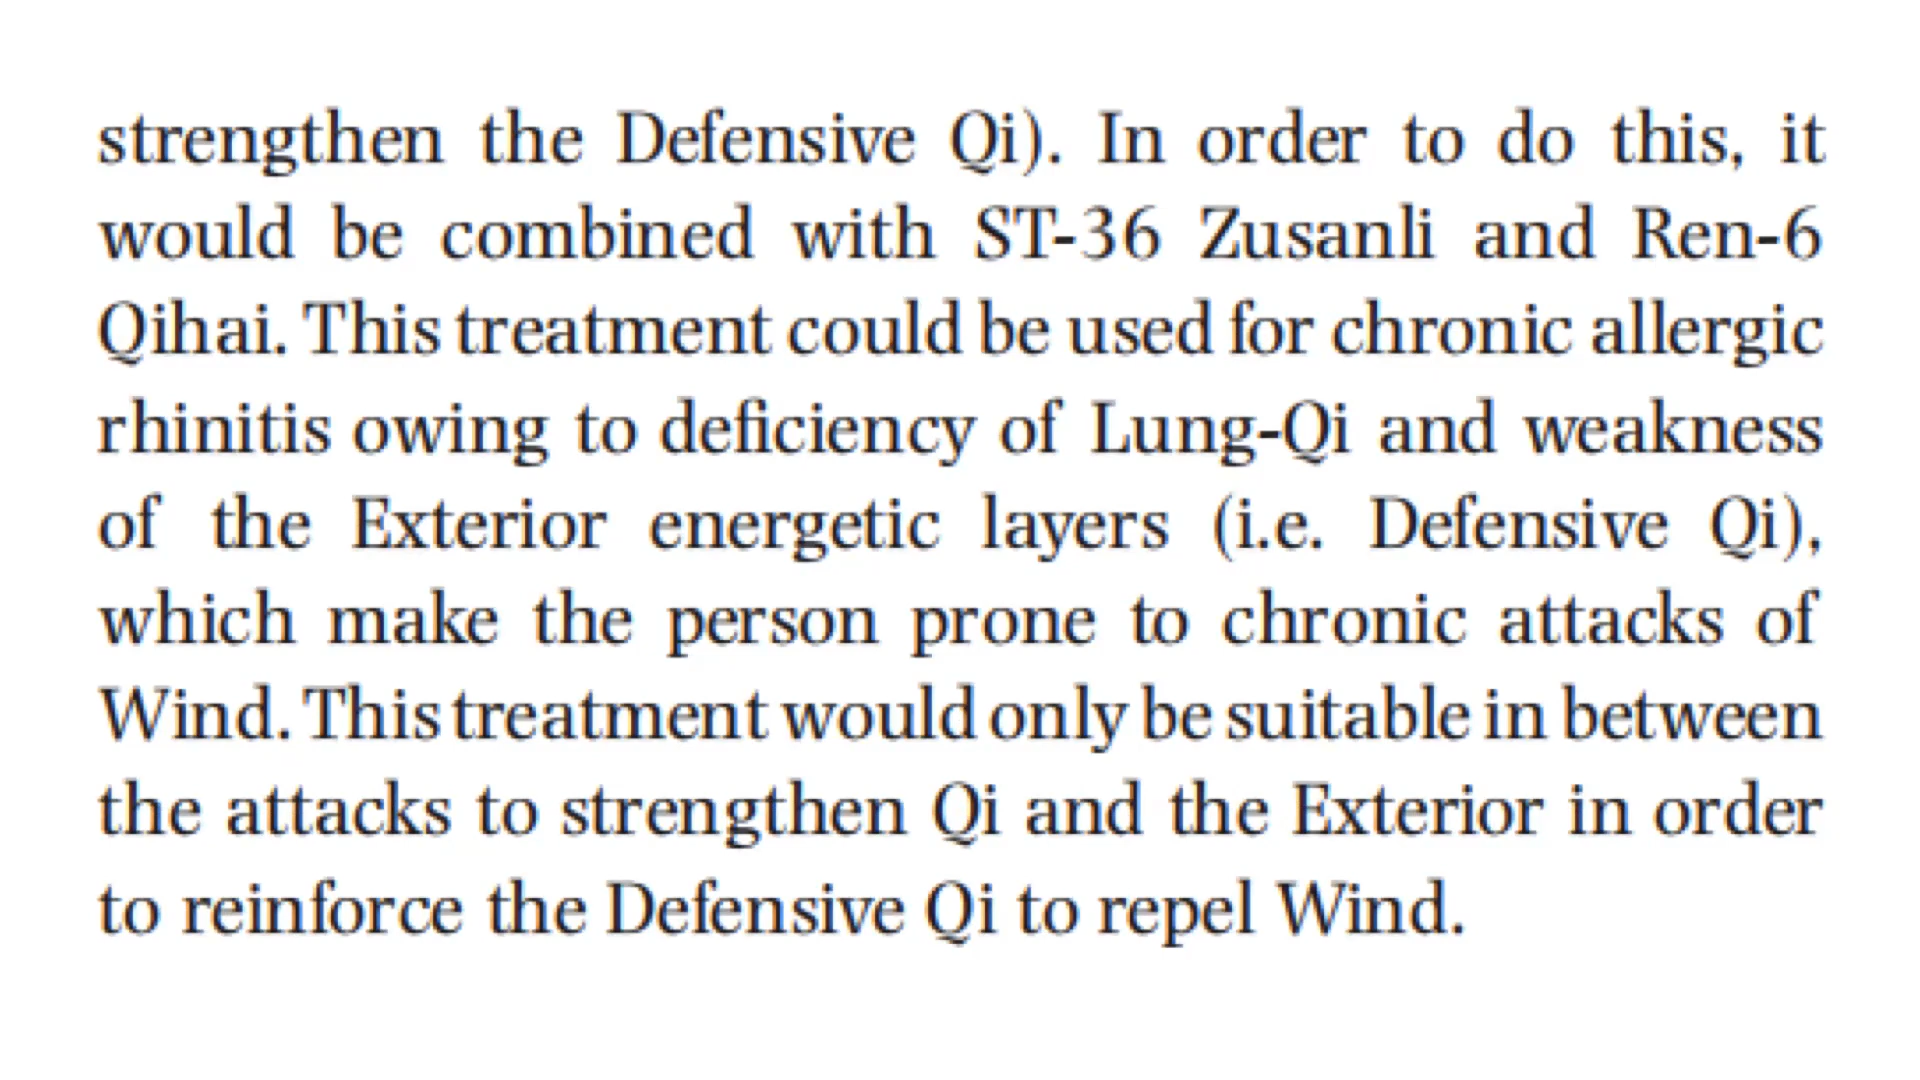 strengthen the Defensive Qi). In order to do this, it
would be combined with ST-36 Zusanli and Ren-6
Qihai. This treatment could be used for chronic allergic
rhinitis owing to deficiency of Lung-Qi and weakness
of the Exterior energetic layers (i.e. Defensive Qi),
which make the person prone to chronic attacks of
Wind. This treatment would only be suitable in between
the attacks to strengthen Qi and the Exterior in order
to reinforce the Defensive Qi to repel Wind.